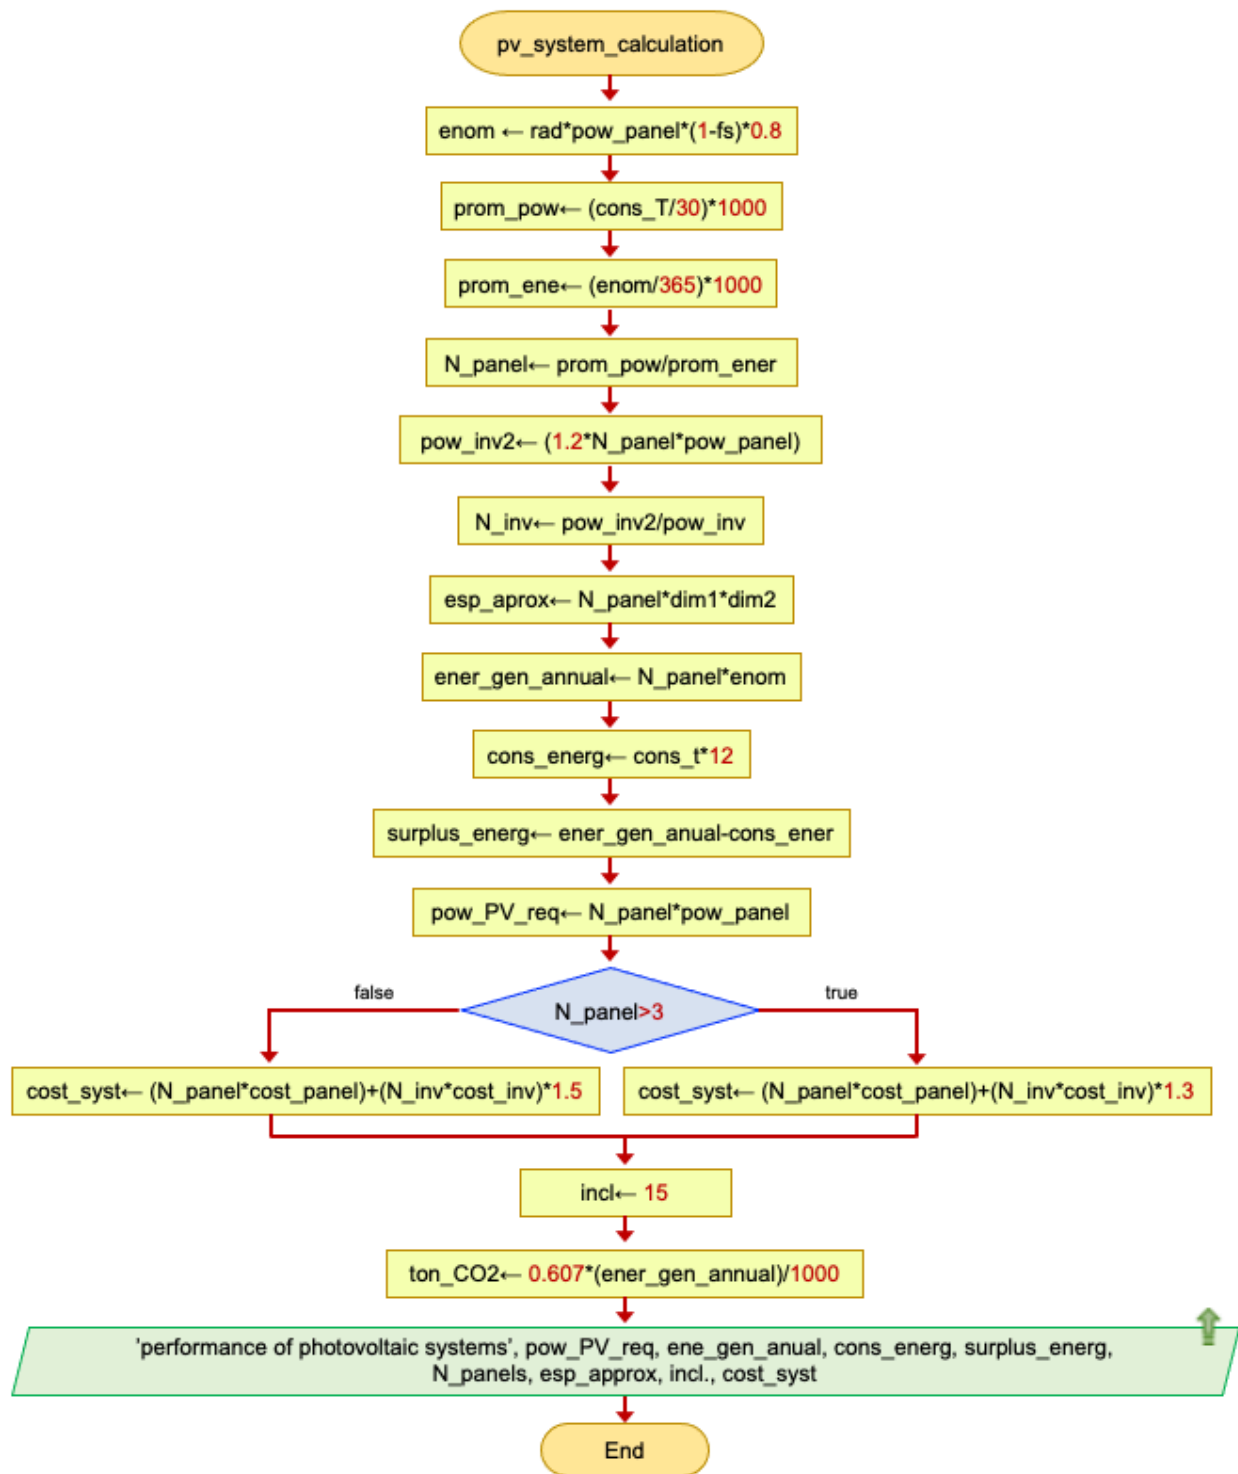 pv_system_calculation
enom ← rad*pow_panel*(1-fs)*0.8
prom_pow← (cons_T/30)*1000
prom_ene← (enom/365)*1000
N_panel← prom_pow/prom_ener
pow_inv2← (1.2*N_panel*pow_panel)
N_inv← pow_inv2/pow_inv
esp_aprox← N_panel*dim1*dim2
ener_gen_annual← N_panel*enom
cons_energ← cons_t*12
surplus_energ← ener_gen_anual-cons_ener
pow_PV_req← N_panel*pow_panel
false
true
N_panel>3
cost_syst← (N_panel*cost_panel)+(N_inv*cost_inv)*1.5
cost_syst← (N_panel*cost_panel)+(N_inv*cost_inv)*1.3
incl← 15
ton_CO2← 0.607*(ener_gen_annual)/1000
'performance of photovoltaic systems', pow_PV_req, ene_gen_anual, cons_energ, surplus_energ,
N_panels, esp_approx, incl., cost_syst
End